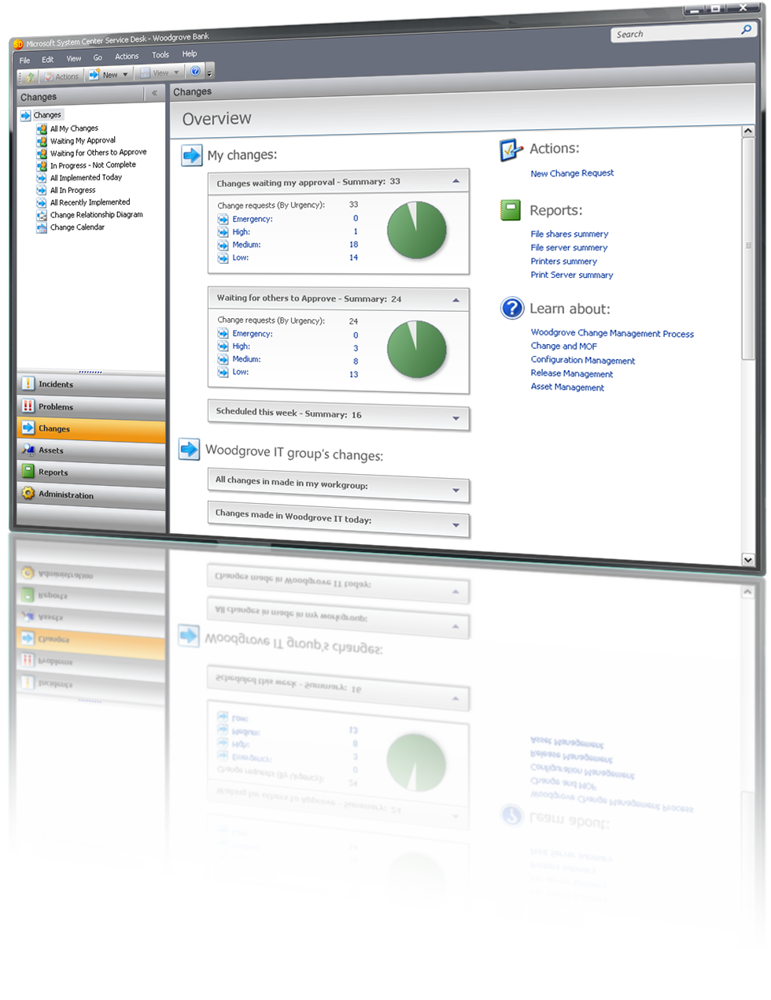 Microsoft System Center Service Desk - Woodgrove Bank
Search
File Edit View Go Actions Tools Help
Actions New View
Changes
Changes
Overview
Changes
All My Changes
Waiting My Approval
Waiting for Others to Approve
In Progress - Not Complete
All Implemented Today
All In Progress
All Recently Implemented
Change Relationship Diagram
Change Calendar
Incidents
Problems
Changes
Assets
Reports
Administration
My changes:
Changes waiting my approval - Summary: 33
Change requests (By Urgency): 33
Emergency: 0
High: 1
Medium: 18
Low: 14
Waiting for others to Approve - Summary: 24
Change requests (By Urgency): 24
Emergency: 0
High: 3
Medium: 8
Low: 13
Scheduled this week - Summary: 16
Woodgrove IT group's changes:
All changes in made in my workgroup:
Changes made in Woodgrove IT today:
Actions:
New Change Request
Reports:
File shares summery
File server summery
Printers summery
Print Server summary
Learn about:
Woodgrove Change Management Process
Change and MOF
Configuration Management
Release Management
Asset Management